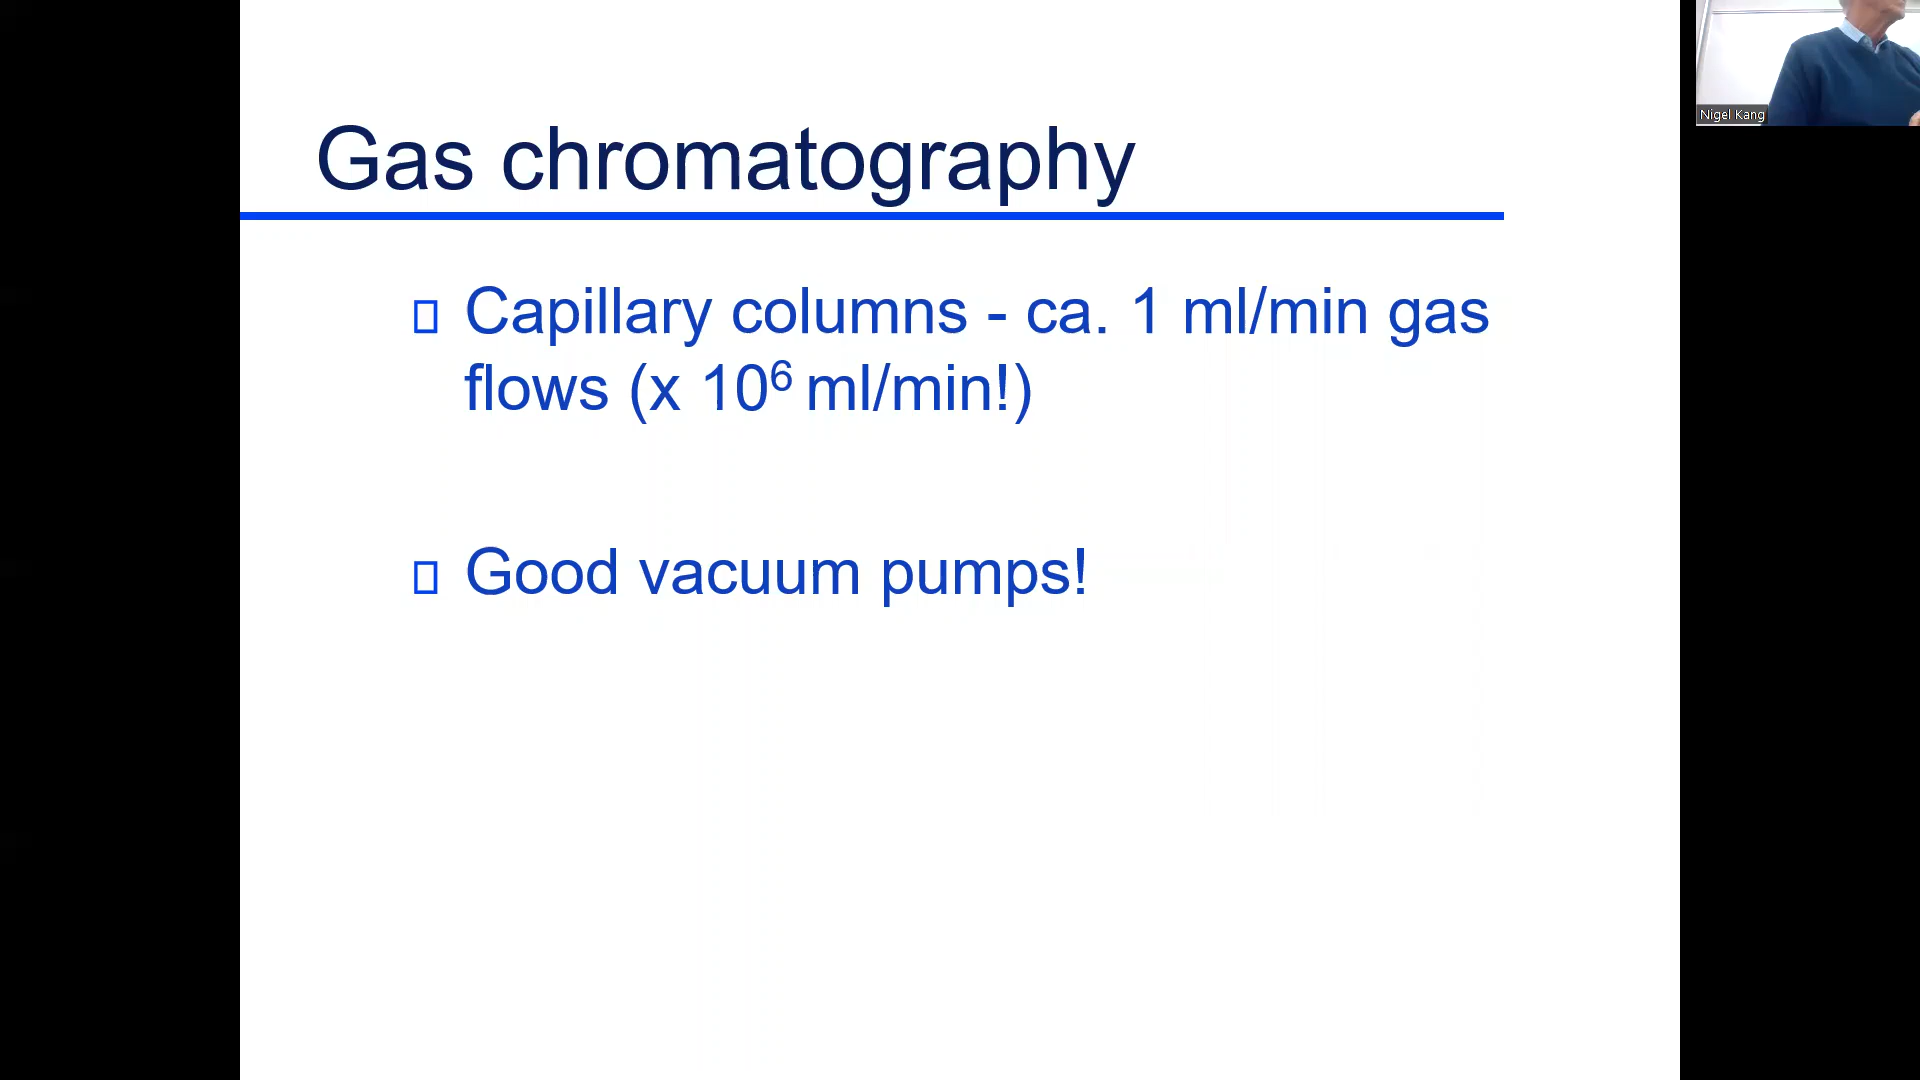 Gas chromatography
Capillary columns - ca. 1 ml/min gas
flows (x 10⁶ ml/min!)
Good vacuum pumps!
Nigel Kang